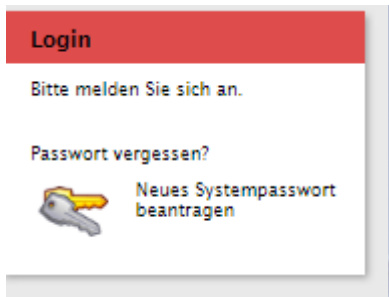 Login
Bitte melden Sie sich an.
Passwort vergessen?
Neues Systempasswort
beantragen